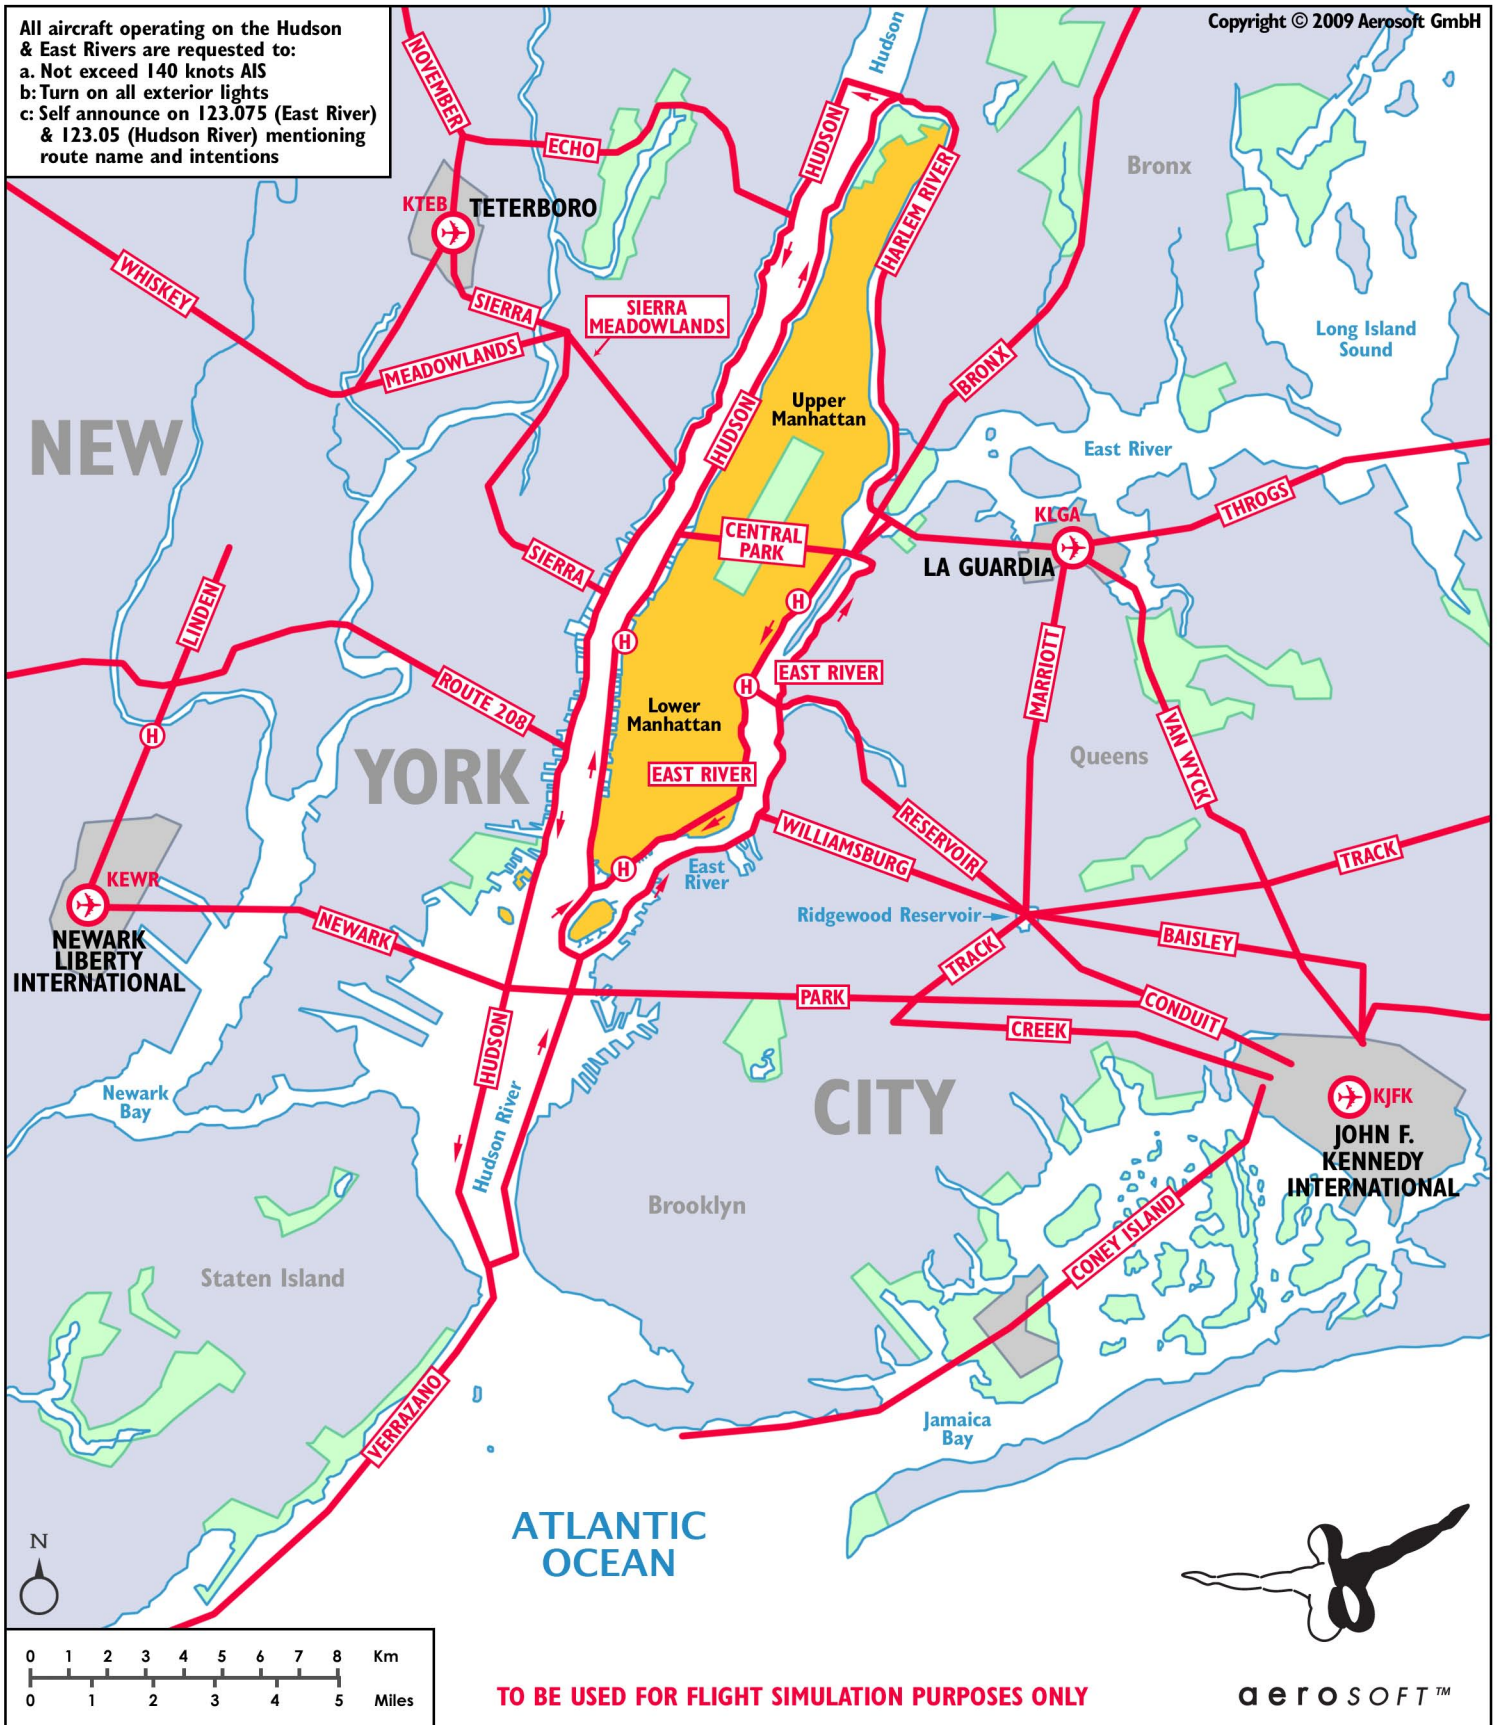 All aircraft operating on the Hudson
& East Rivers are requested to:
a. Not exceed 140 knots AIS
b: Turn on all exterior lights
c: Self announce on 123.075 (East River)
& 123.05 (Hudson River) mentioning
route name and intentions
Copyright © 2009 Aerosoft GmbH
Hudson
NOVEMBER
ECHO
HUDSON
Bronx
HARLEM RIVER
KTEB
TETERBORO
WHISKEY
SIERRA
SIERRA
MEADOWLANDS
MEADOWLANDS
Long Island
Sound
BRONX
Upper
Manhattan
HUDSON
NEW
East River
THROGS
KLGA
CENTRAL
PARK
LA GUARDIA
SIERRA
LINDEN
H
H
MARRIOTT
EAST RIVER
H
ROUTE 208
Lower
Manhattan
H
VAN WYCK
YORK
Queens
EAST RIVER
WILLIAMSBURG
RESERVOIR
TRACK
H
East
River
KEWR
Ridgewood Reservoir
NEWARK
NEWARK
LIBERTY
INTERNATIONAL
BAISLEY
TRACK
PARK
CONDUIT
CREEK
HUDSON
Newark
Bay
CITY
KJFK
JOHN F.
KENNEDY
INTERNATIONAL
Hudson River
Brooklyn
CONEY ISLAND
Staten Island
VERRAZANO
Jamaica
Bay
ATLANTIC
OCEAN
N
0 1 2 3 4 5 6 7 8 Km
0 1 2 3 4 5 Miles
TO BE USED FOR FLIGHT SIMULATION PURPOSES ONLY
aerosoft™